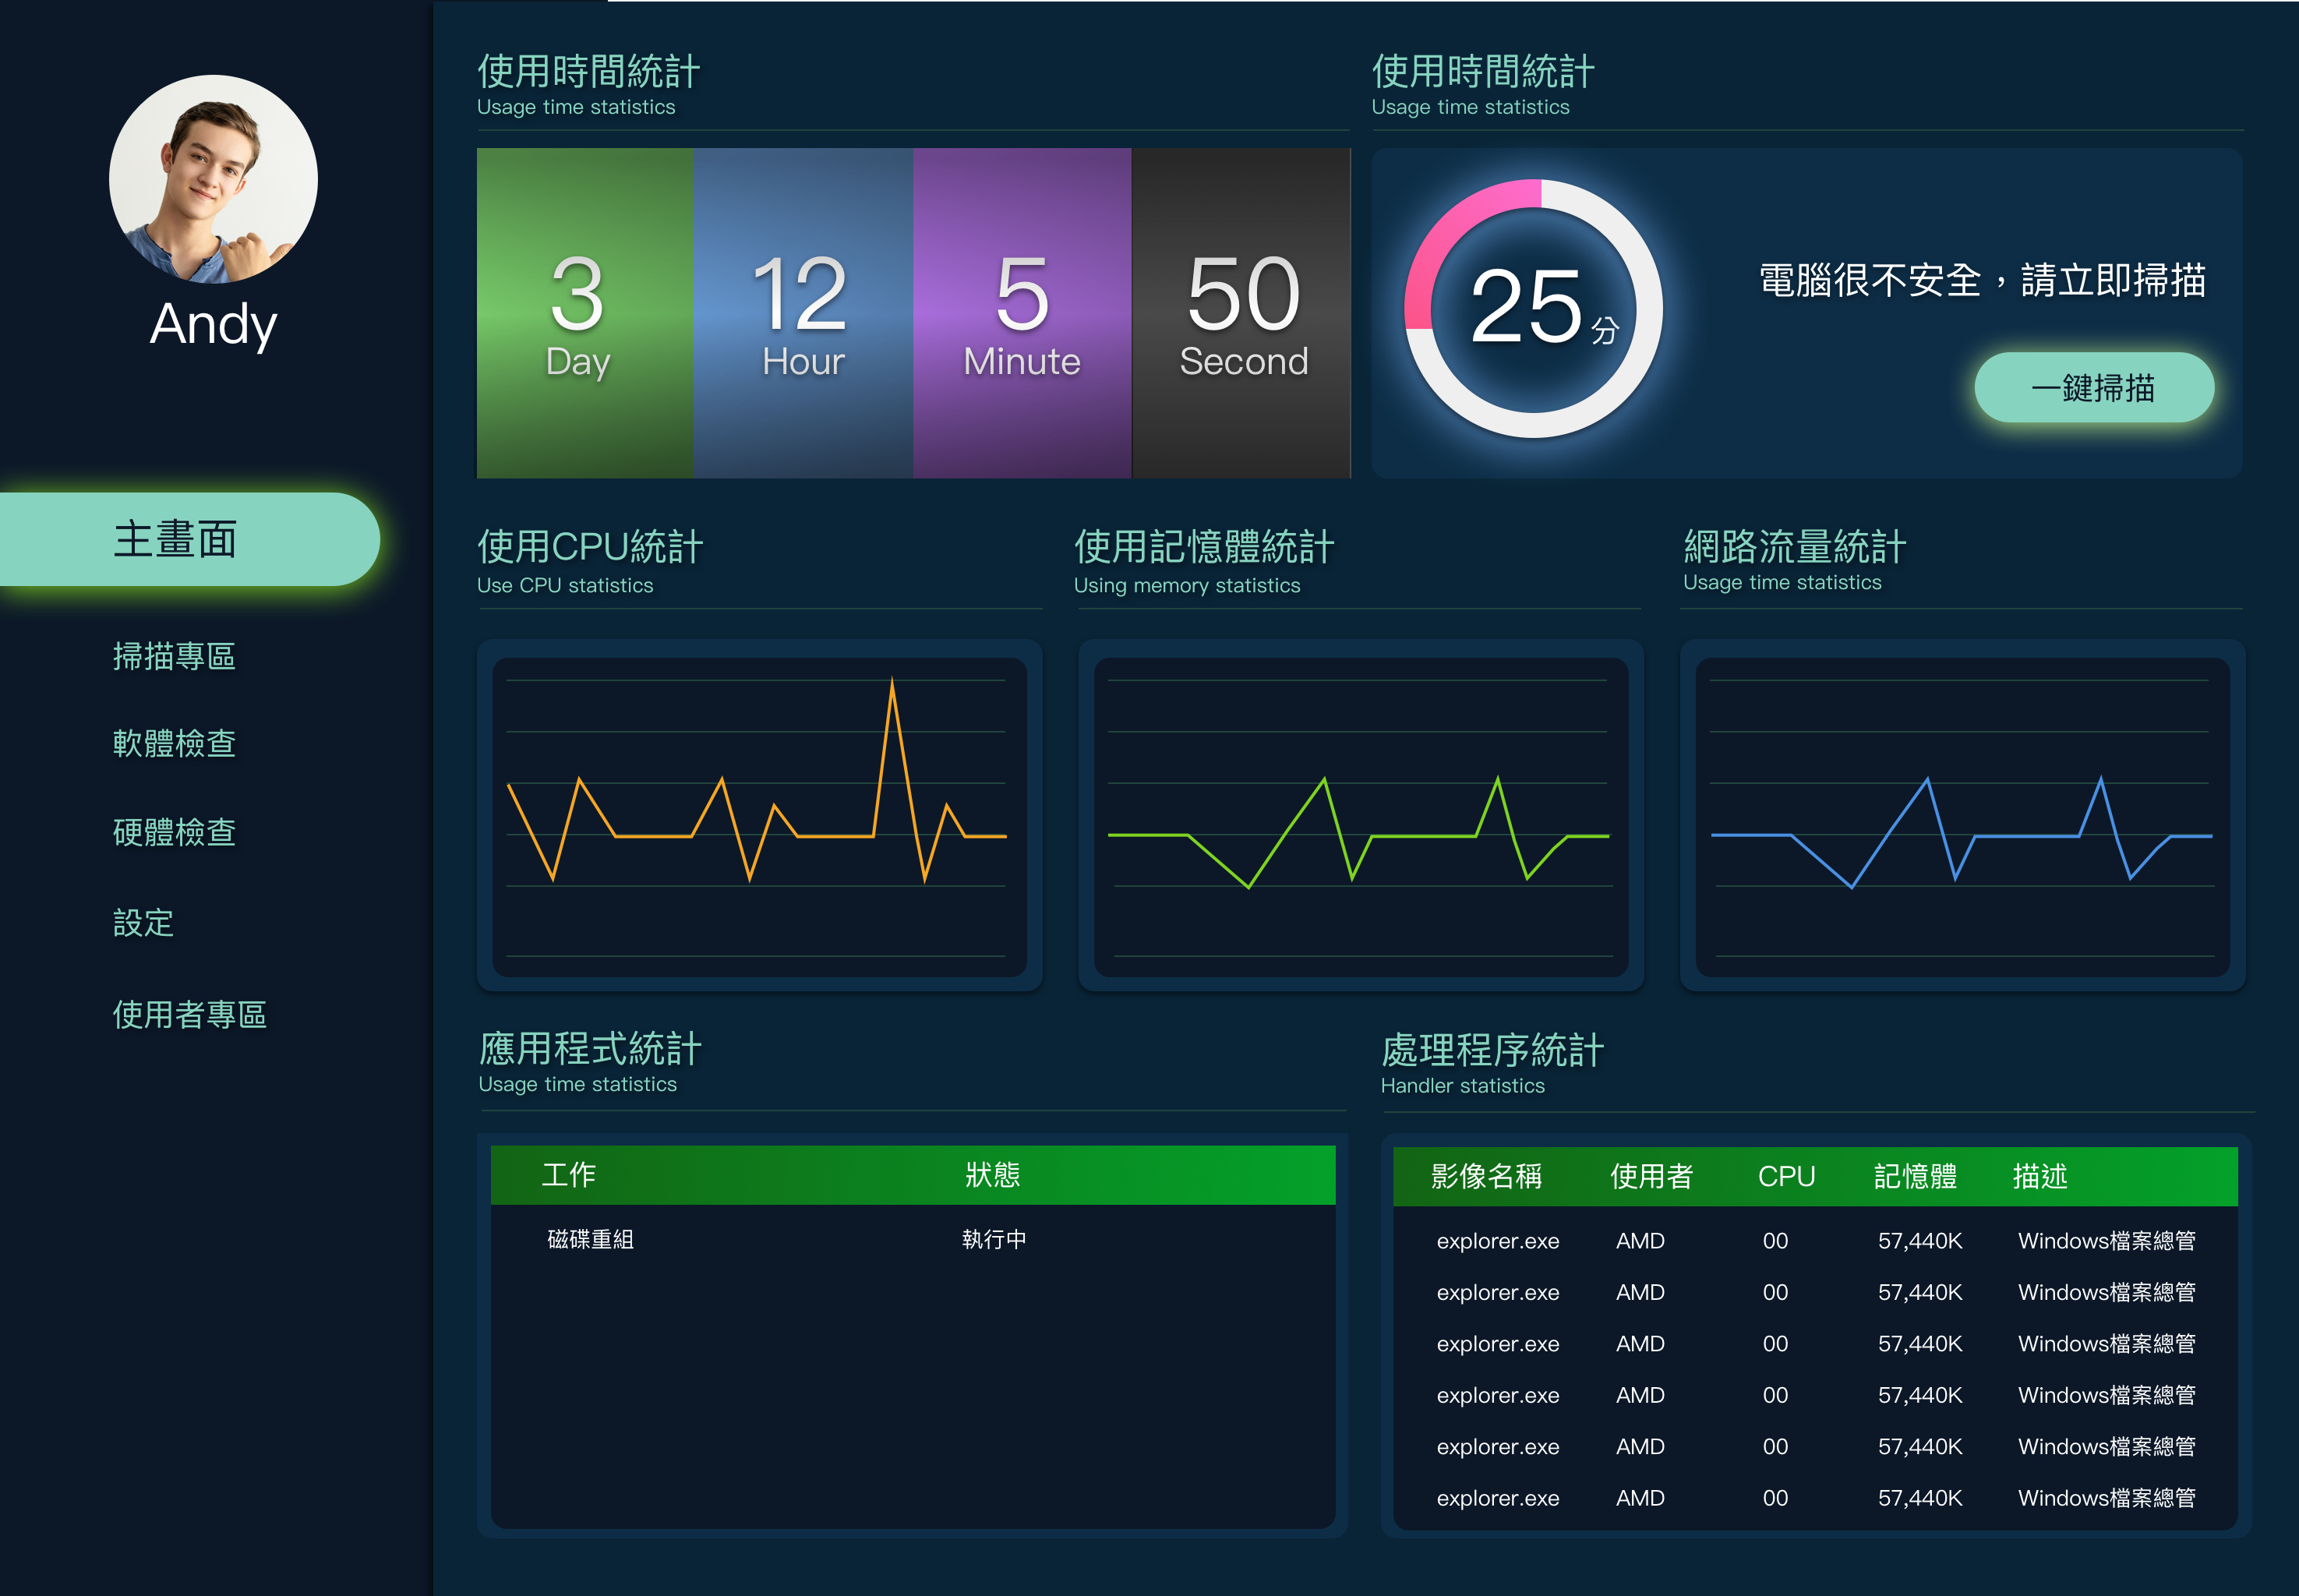 Andy
主畫面
掃描專區
軟體檢查
硬體檢查
設定
使用者專區
使用時間統計
Usage time statistics
3
Day
12
Hour
5
Minute
50
Second
使用時間統計
Usage time statistics
25分
電腦很不安全，請立即掃描
一鍵掃描
使用CPU統計
Use CPU statistics
使用記憶體統計
Using memory statistics
網路流量統計
Usage time statistics
應用程式統計
Usage time statistics
工作 狀態
磁碟重組 執行中
處理程序統計
Handler statistics
影像名稱 使用者 CPU 記憶體 描述
explorer.exe AMD 00 57,440K Windows檔案總管
explorer.exe AMD 00 57,440K Windows檔案總管
explorer.exe AMD 00 57,440K Windows檔案總管
explorer.exe AMD 00 57,440K Windows檔案總管
explorer.exe AMD 00 57,440K Windows檔案總管
explorer.exe AMD 00 57,440K Windows檔案總管